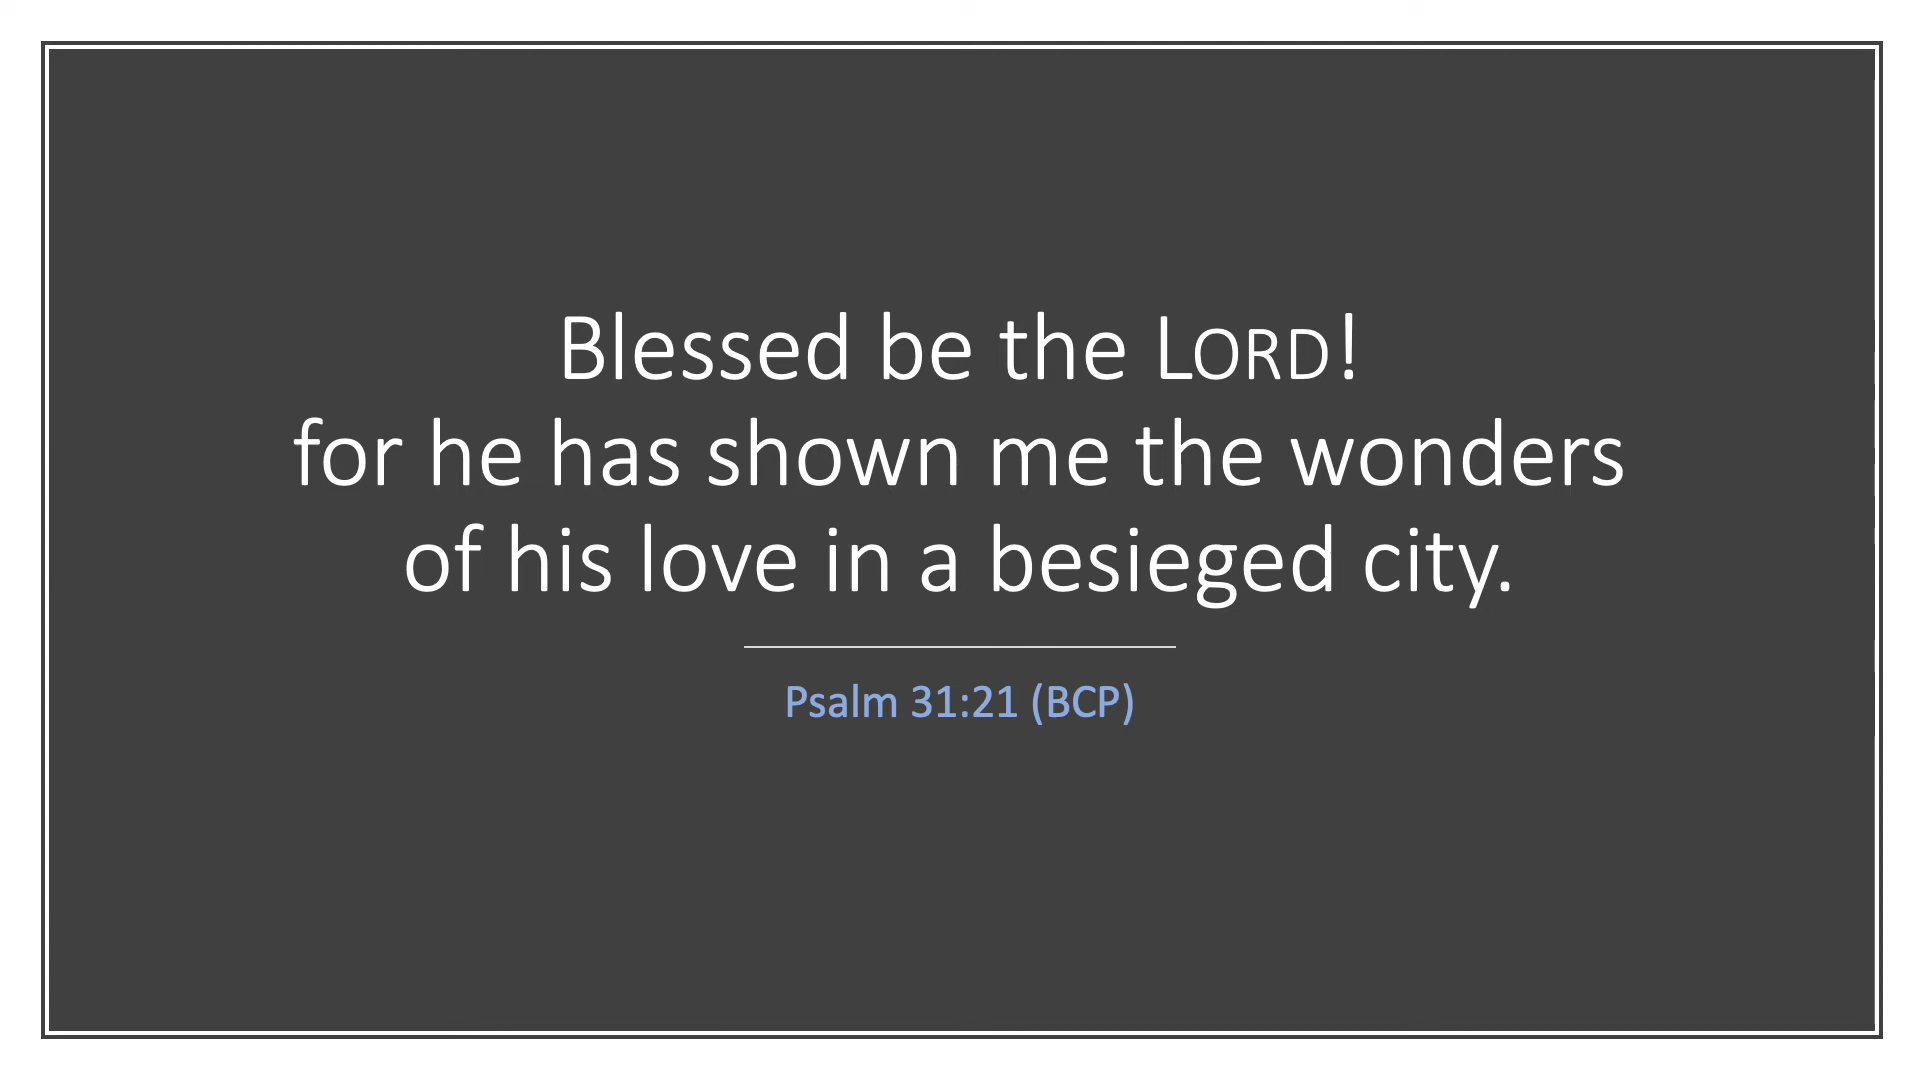 Blessed be the LORD!
for he has shown me the wonders
of his love in a besieged city.
Psalm 31:21 (BCP)